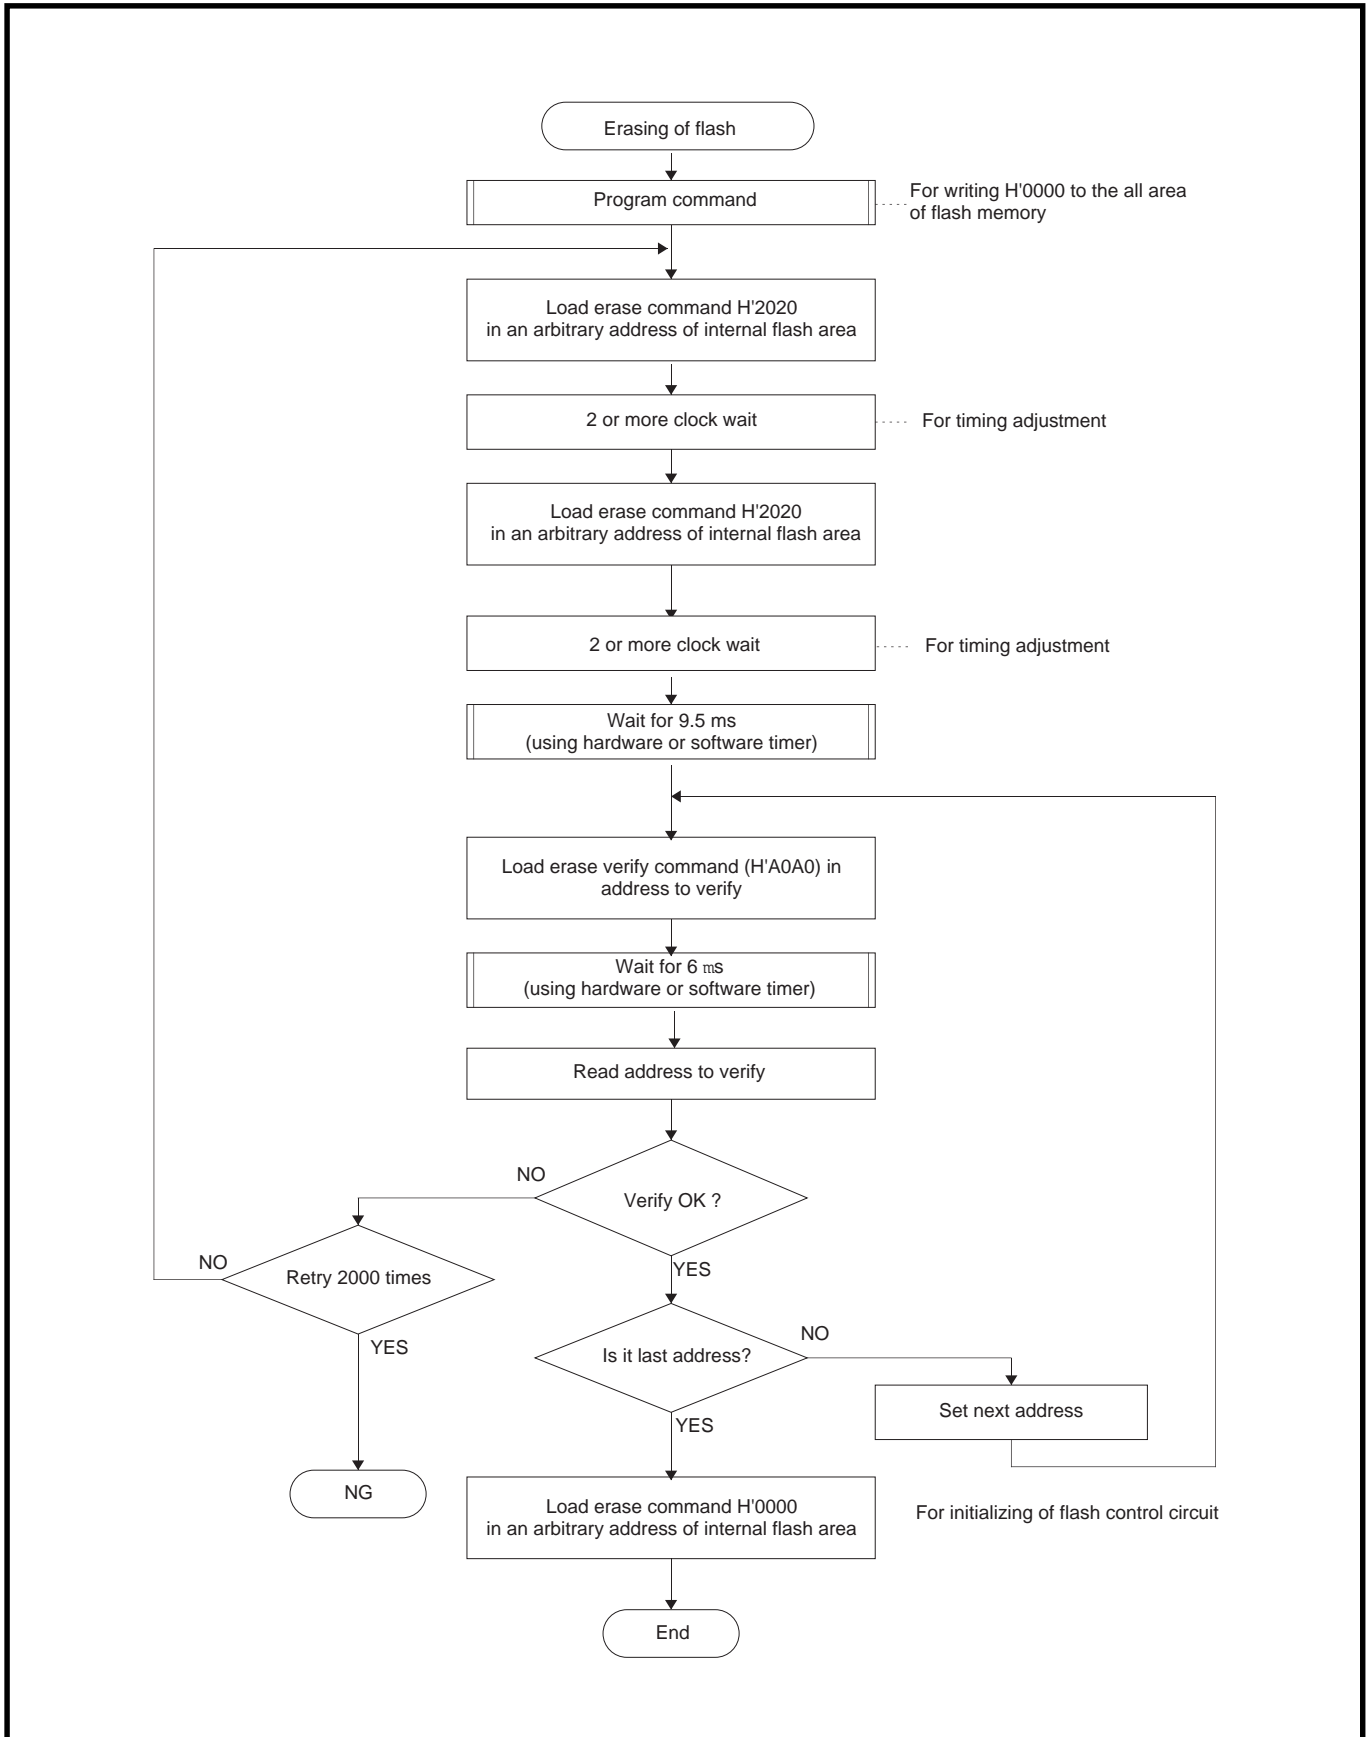 Erasing of flash
Program command
For writing H'0000 to the all area
of flash memory
Load erase command H'2020
in an arbitrary address of internal flash area
2 or more clock wait
For timing adjustment
Load erase command H'2020
in an arbitrary address of internal flash area
2 or more clock wait
For timing adjustment
Wait for 9.5 ms
(using hardware or software timer)
Load erase verify command (H'A0A0) in
address to verify
Wait for 6 ms
(using hardware or software timer)
Read address to verify
NO
Verify OK ?
NO
Retry 2000 times
YES
NO
Is it last address?
YES
Set next address
YES
NG
Load erase command H'0000
in an arbitrary address of internal flash area
For initializing of flash control circuit
End